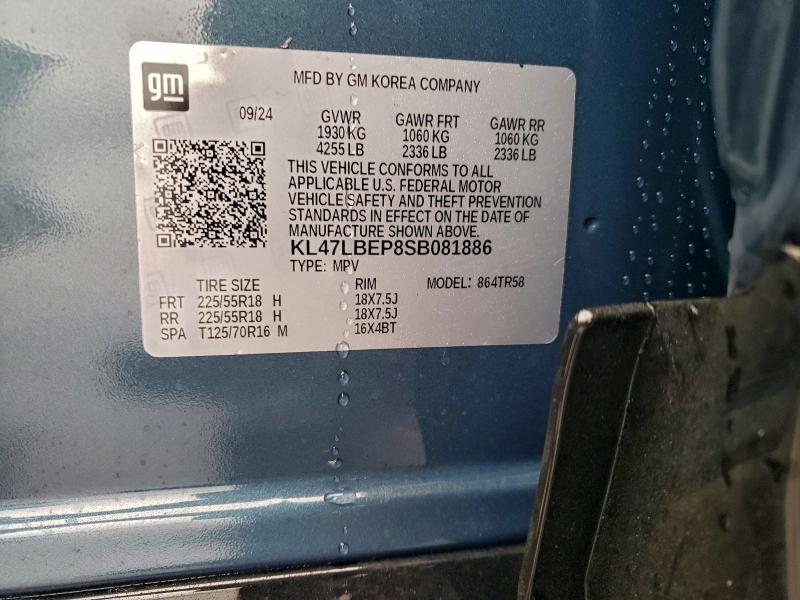 gm
MFD BY GM KOREA COMPANY
09/24 GVWR GAWR FRT GAWR RR
1930 KG 1060 KG 1060 KG
4255 LB 2336 LB 2336 LB
THIS VEHICLE CONFORMS TO ALL
APPLICABLE U.S. FEDERAL MOTOR
VEHICLE SAFETY AND THEFT PREVENTION
STANDARDS IN EFFECT ON THE DATE OF
MANUFACTURE SHOWN ABOVE.
KL47LBEP8SB081886
TYPE: MPV
TIRE SIZE RIM MODEL: 864TR58
FRT 225/55R18 H 18X7.5J
RR 225/55R18 H 18X7.5J
SPA T125/70R16 M 16X4BT